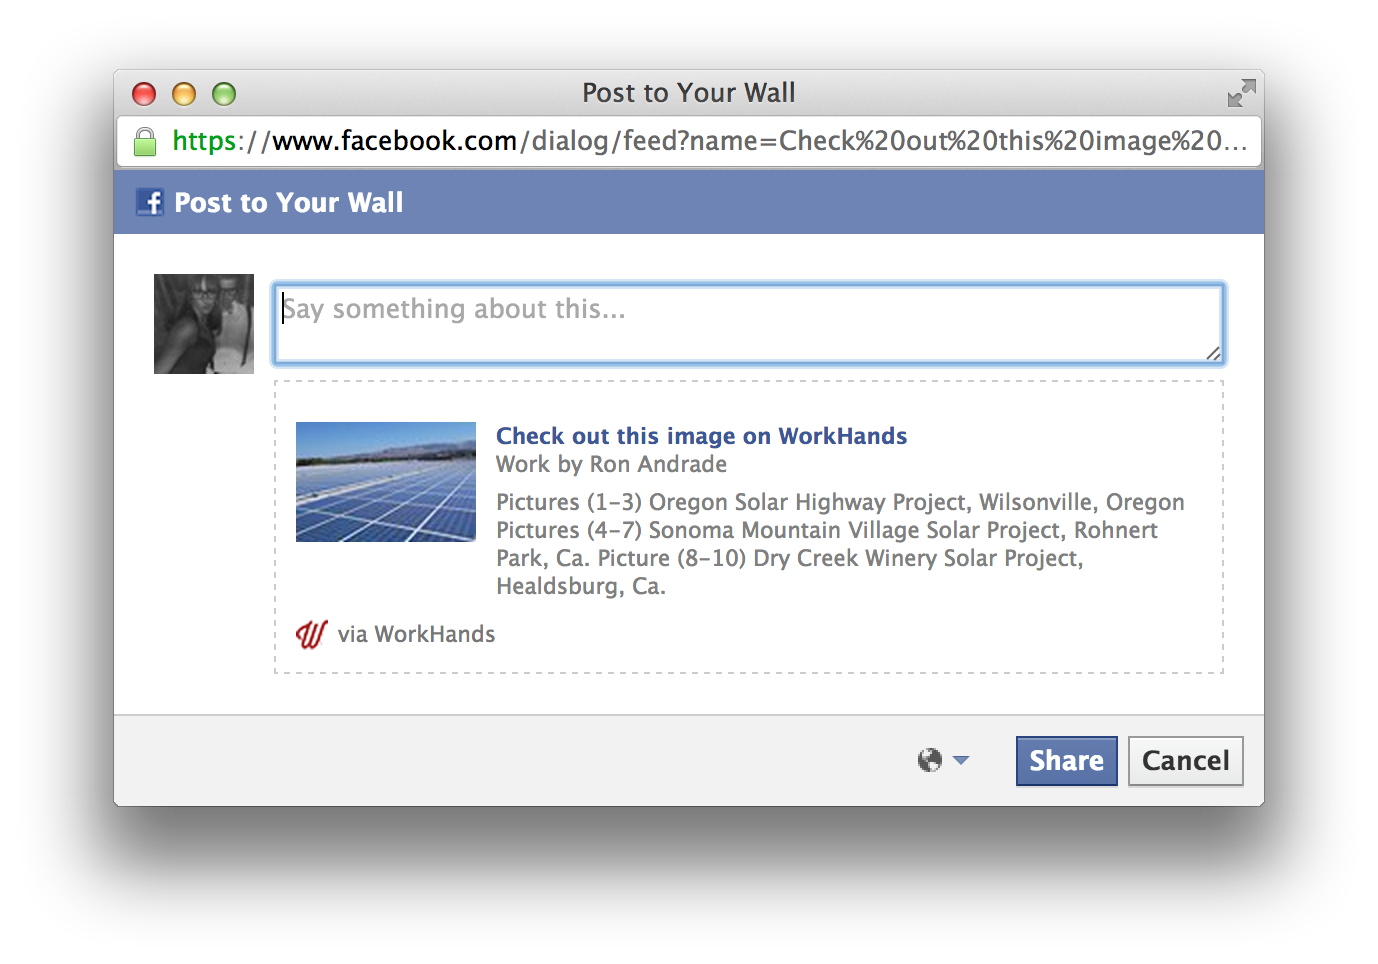 Post to Your Wall
https://www.facebook.com/dialog/feed?name=Check%20out%20this%20image%20...
Post to Your Wall
Say something about this...
Check out this image on WorkHands
Work by Ron Andrade
Pictures (1-3) Oregon Solar Highway Project, Wilsonville, Oregon
Pictures (4-7) Sonoma Mountain Village Solar Project, Rohnert
Park, Ca. Picture (8-10) Dry Creek Winery Solar Project,
Healdsburg, Ca.
W via WorkHands
Share Cancel